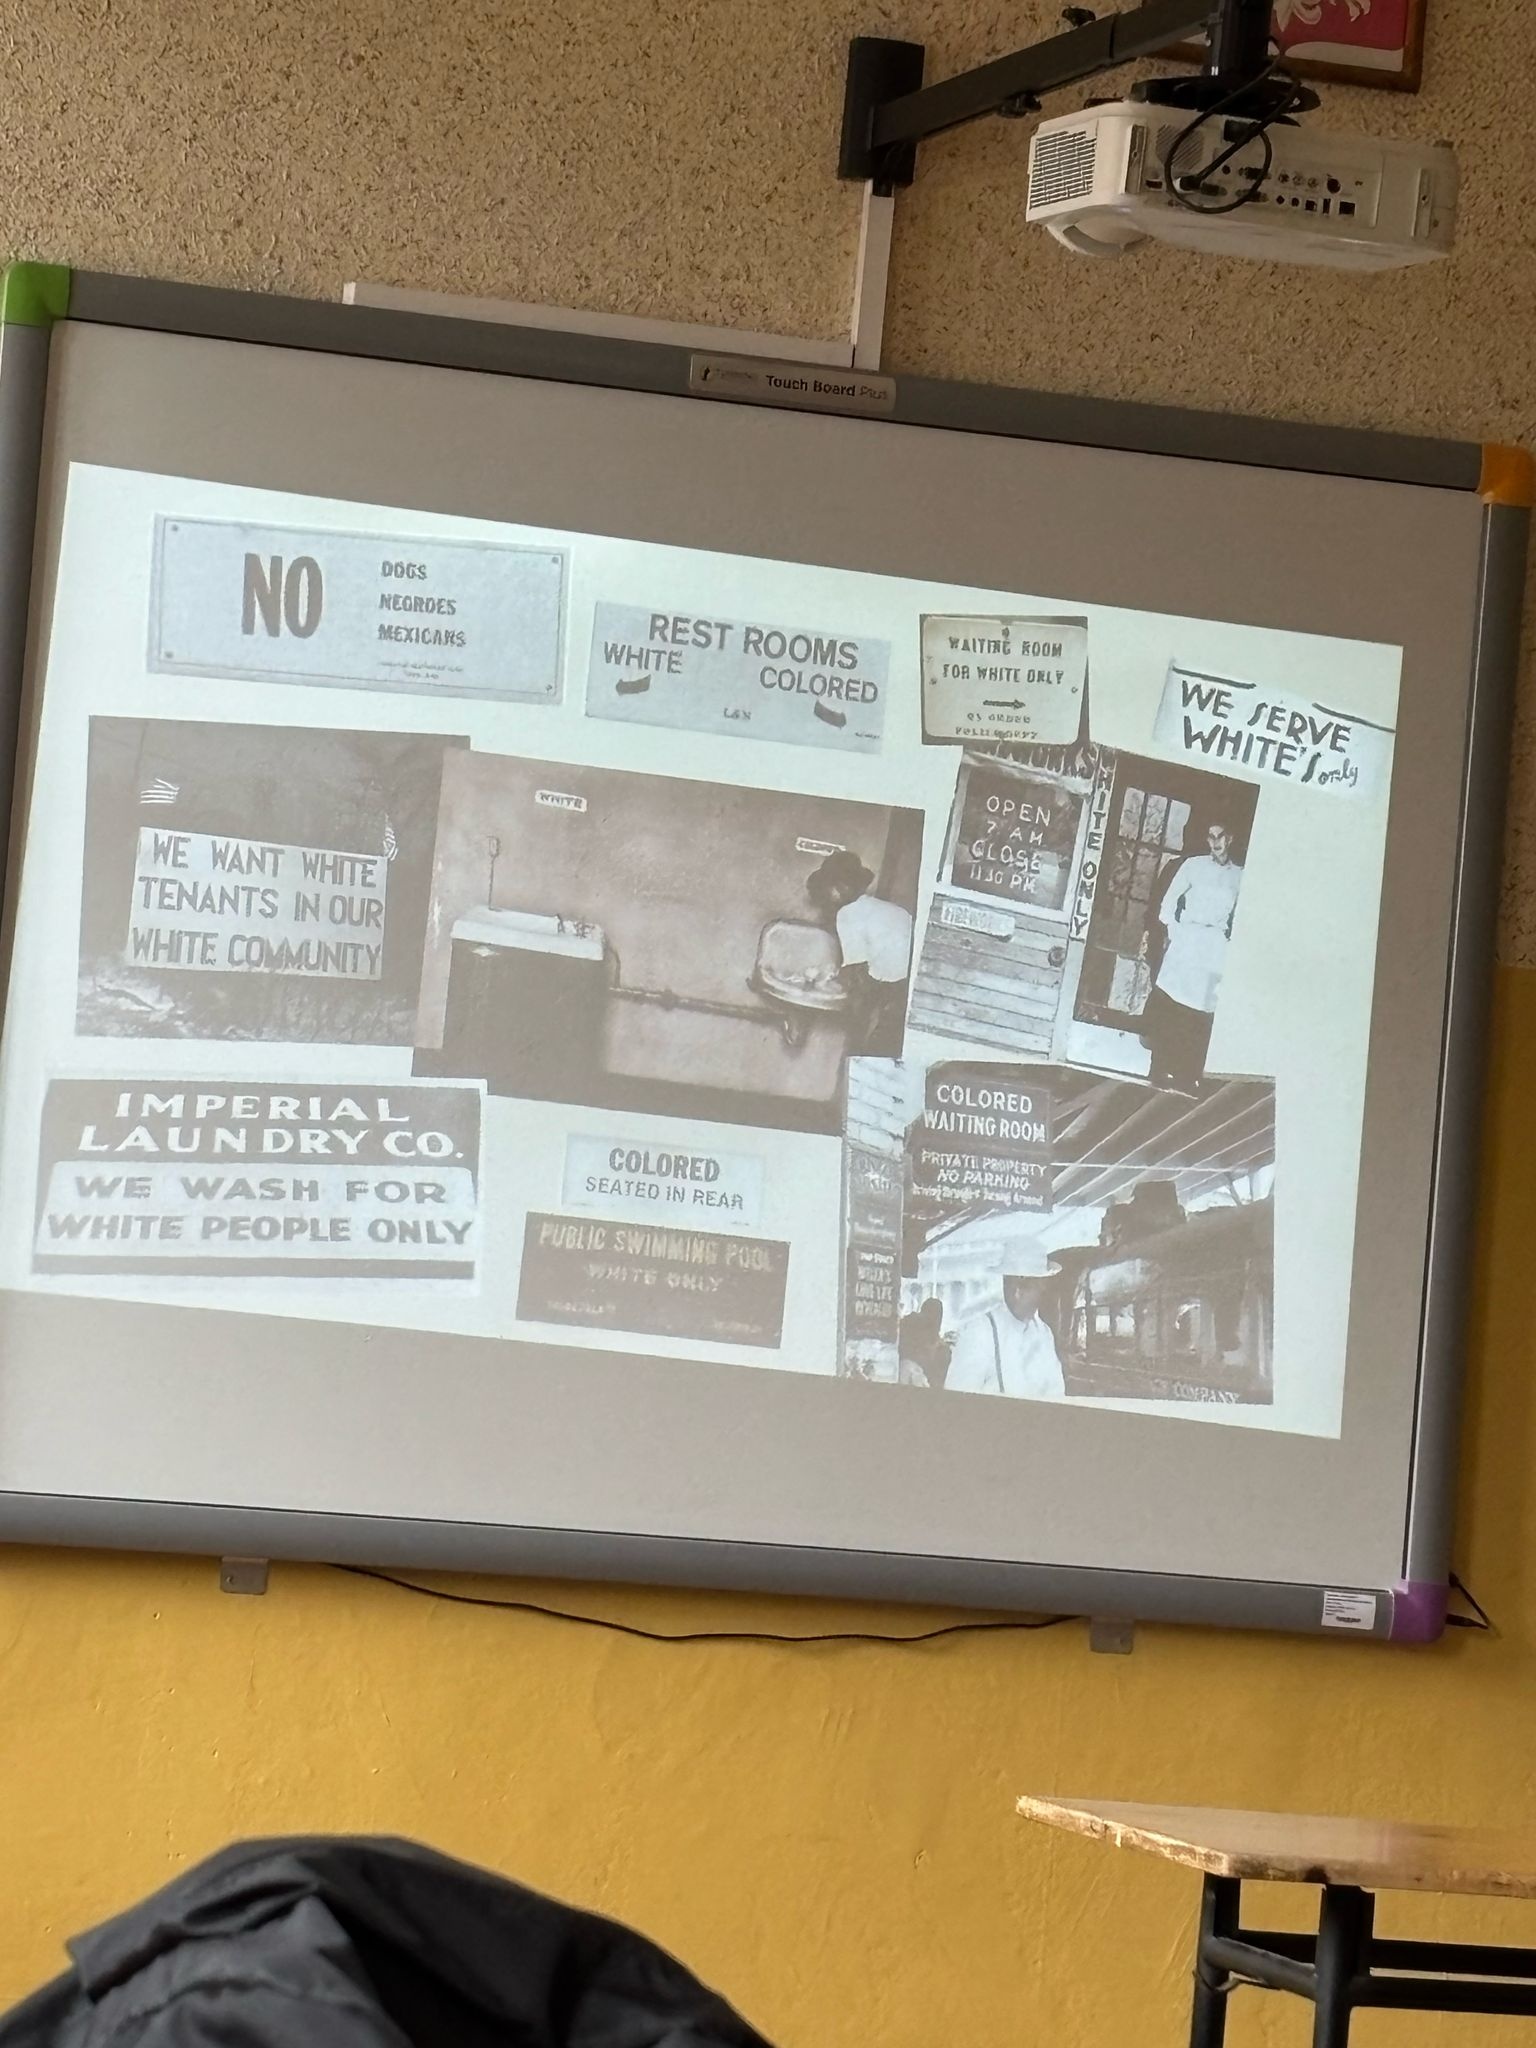 Touch Board Plus
NO
DOGS
NEGROES
MEXICANS
REST ROOMS
WHITE
COLORED
L&N
WAITING ROOM
FOR WHITE ONLY
WE SERVE
WHITE'S only
WE WANT WHITE
TENANTS IN OUR
WHITE COMMUNITY
WHITE
OPEN
7 AM
CLOSE
11:30 PM
WHITE ONLY
IMPERIAL
LAUNDRY CO.
WE WASH FOR
WHITE PEOPLE ONLY
COLORED
SEATED IN REAR
PUBLIC SWIMMING POOL
WHITE ONLY
COLORED
WAITING ROOM
PRIVATE PROPERTY
NO PARKING
COMPANY